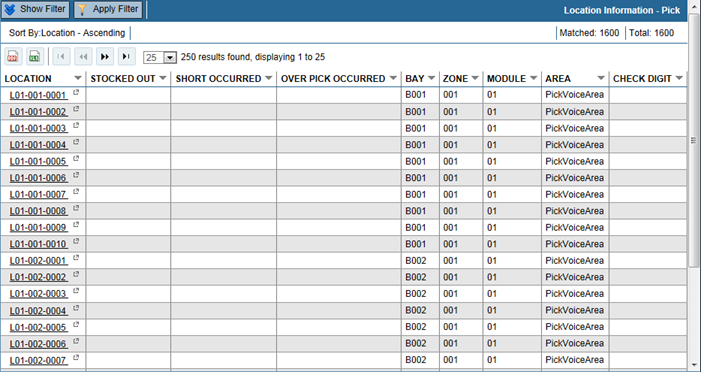 Show Filter Apply Filter Location Information - Pick
Sort By:Location - Ascending Matched: 1600 Total: 1600
25 250 results found, displaying 1 to 25
LOCATION STOCKED OUT SHORT OCCURRED OVER PICK OCCURRED BAY ZONE MODULE AREA CHECK DIGIT
L01-001-0001 B001 001 01 PickVoiceArea
L01-001-0002 B001 001 01 PickVoiceArea
L01-001-0003 B001 001 01 PickVoiceArea
L01-001-0004 B001 001 01 PickVoiceArea
L01-001-0005 B001 001 01 PickVoiceArea
L01-001-0006 B001 001 01 PickVoiceArea
L01-001-0007 B001 001 01 PickVoiceArea
L01-001-0008 B001 001 01 PickVoiceArea
L01-001-0009 B001 001 01 PickVoiceArea
L01-001-0010 B001 001 01 PickVoiceArea
L01-002-0001 B002 001 01 PickVoiceArea
L01-002-0002 B002 001 01 PickVoiceArea
L01-002-0003 B002 001 01 PickVoiceArea
L01-002-0004 B002 001 01 PickVoiceArea
L01-002-0005 B002 001 01 PickVoiceArea
L01-002-0006 B002 001 01 PickVoiceArea
L01-002-0007 B002 001 01 PickVoiceArea